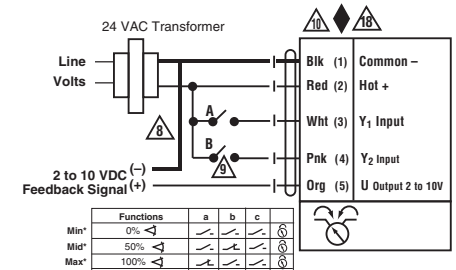 24 VAC Transformer
10 18
Line
Volts
Blk (1) Common –
Red (2) Hot +
A
Wht (3) Y1 Input
8
B
Pnk (4) Y2 Input
9
2 to 10 VDC (–)
Feedback Signal (+)
Org (5) U Output 2 to 10V
Functions a b c
Min* 0%
Mid* 50%
Max* 100%